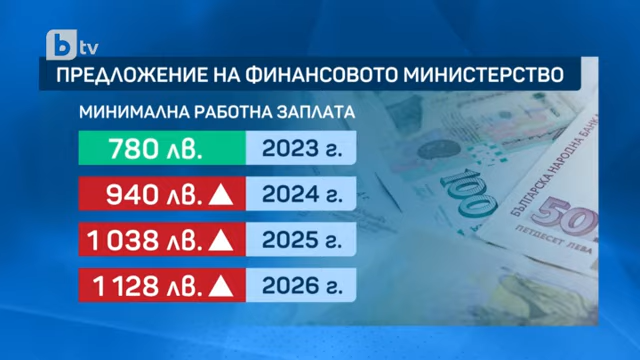 btv
ПРЕДЛОЖЕНИЕ НА ФИНАНСОВОТО МИНИСТЕРСТВО
МИНИМАЛНА РАБОТНА ЗАПЛАТА
780 лв. 2023 г.
940 лв. 2024 г.
1 038 лв. 2025 г.
1 128 лв. 2026 г.
100
БЪЛГАРСКА НАРОДНА БАНКА
50
ПЕТДЕСЕТ ЛЕВА